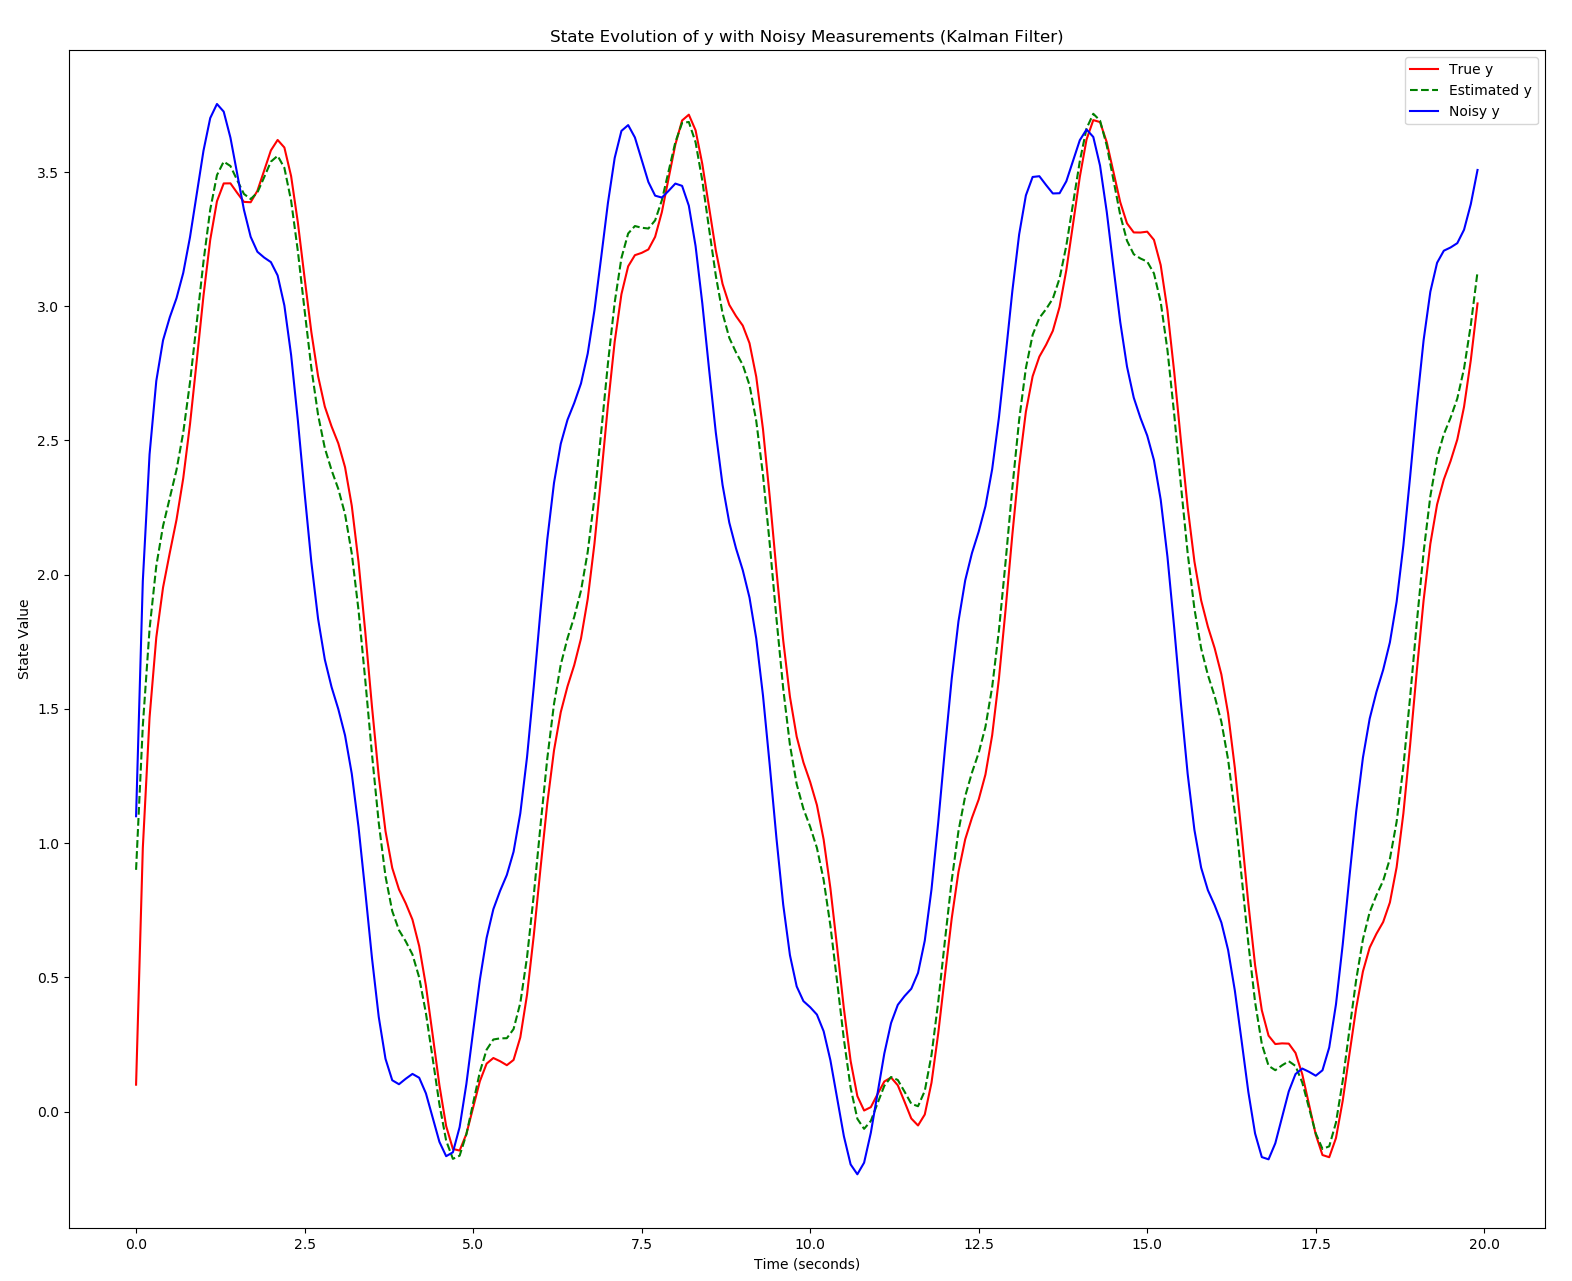 State Evolution of y with Noisy Measurements (Kalman Filter)
True y
Estimated y
Noisy y
State Value
3.5
3.0
2.5
2.0
1.5
1.0
0.5
0.0
0.0 2.5 5.0 7.5 10.0 12.5 15.0 17.5 20.0
Time (seconds)